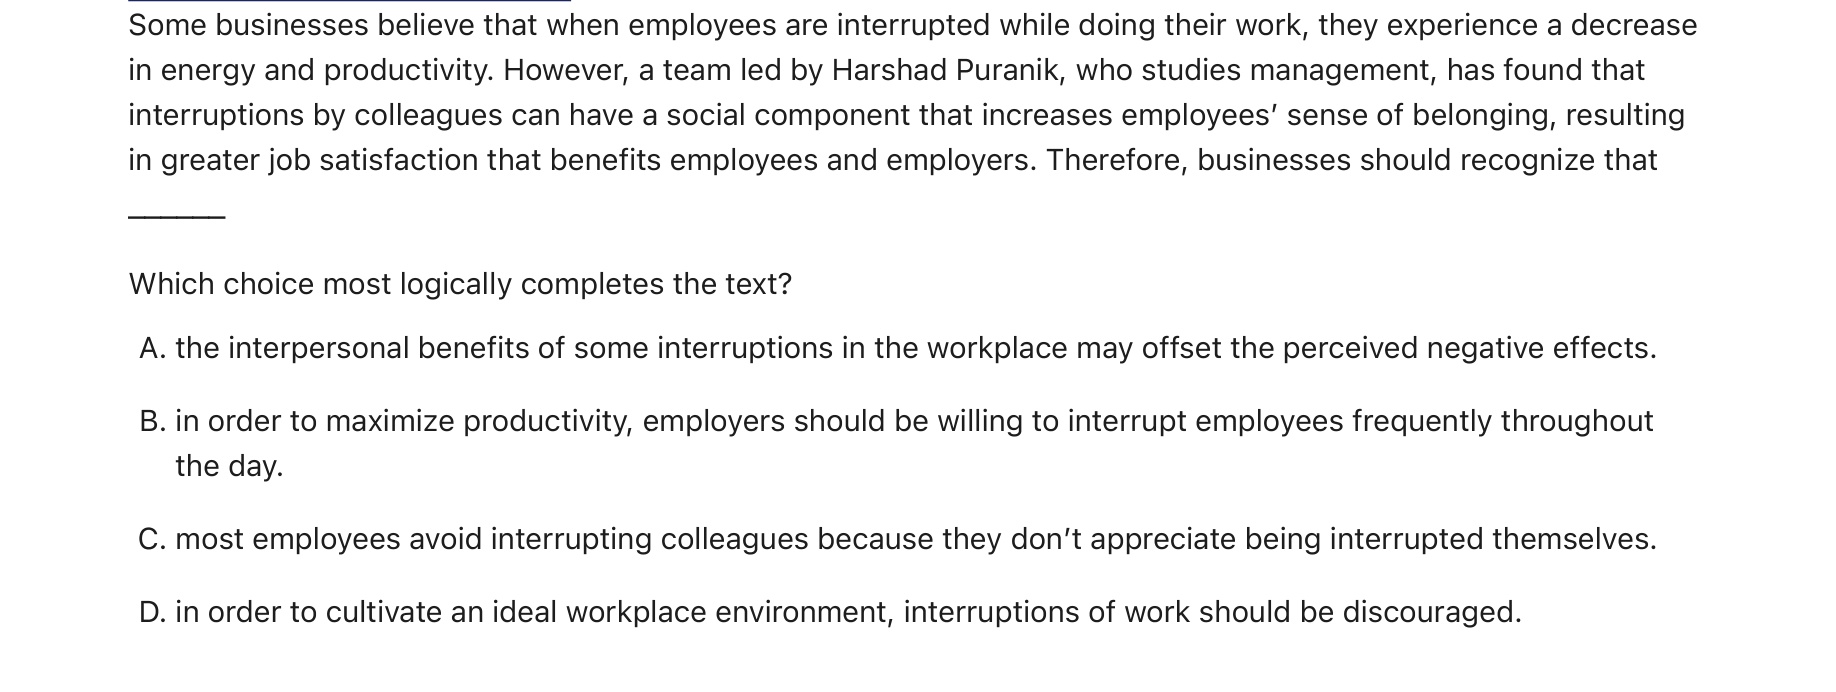 Some businesses believe that when employees are interrupted while doing their work, they experience a decrease
in energy and productivity. However, a team led by Harshad Puranik, who studies management, has found that
interruptions by colleagues can have a social component that increases employees’ sense of belonging, resulting
in greater job satisfaction that benefits employees and employers. Therefore, businesses should recognize that
______
Which choice most logically completes the text?
A. the interpersonal benefits of some interruptions in the workplace may offset the perceived negative effects.
B. in order to maximize productivity, employers should be willing to interrupt employees frequently throughout
the day.
C. most employees avoid interrupting colleagues because they don’t appreciate being interrupted themselves.
D. in order to cultivate an ideal workplace environment, interruptions of work should be discouraged.